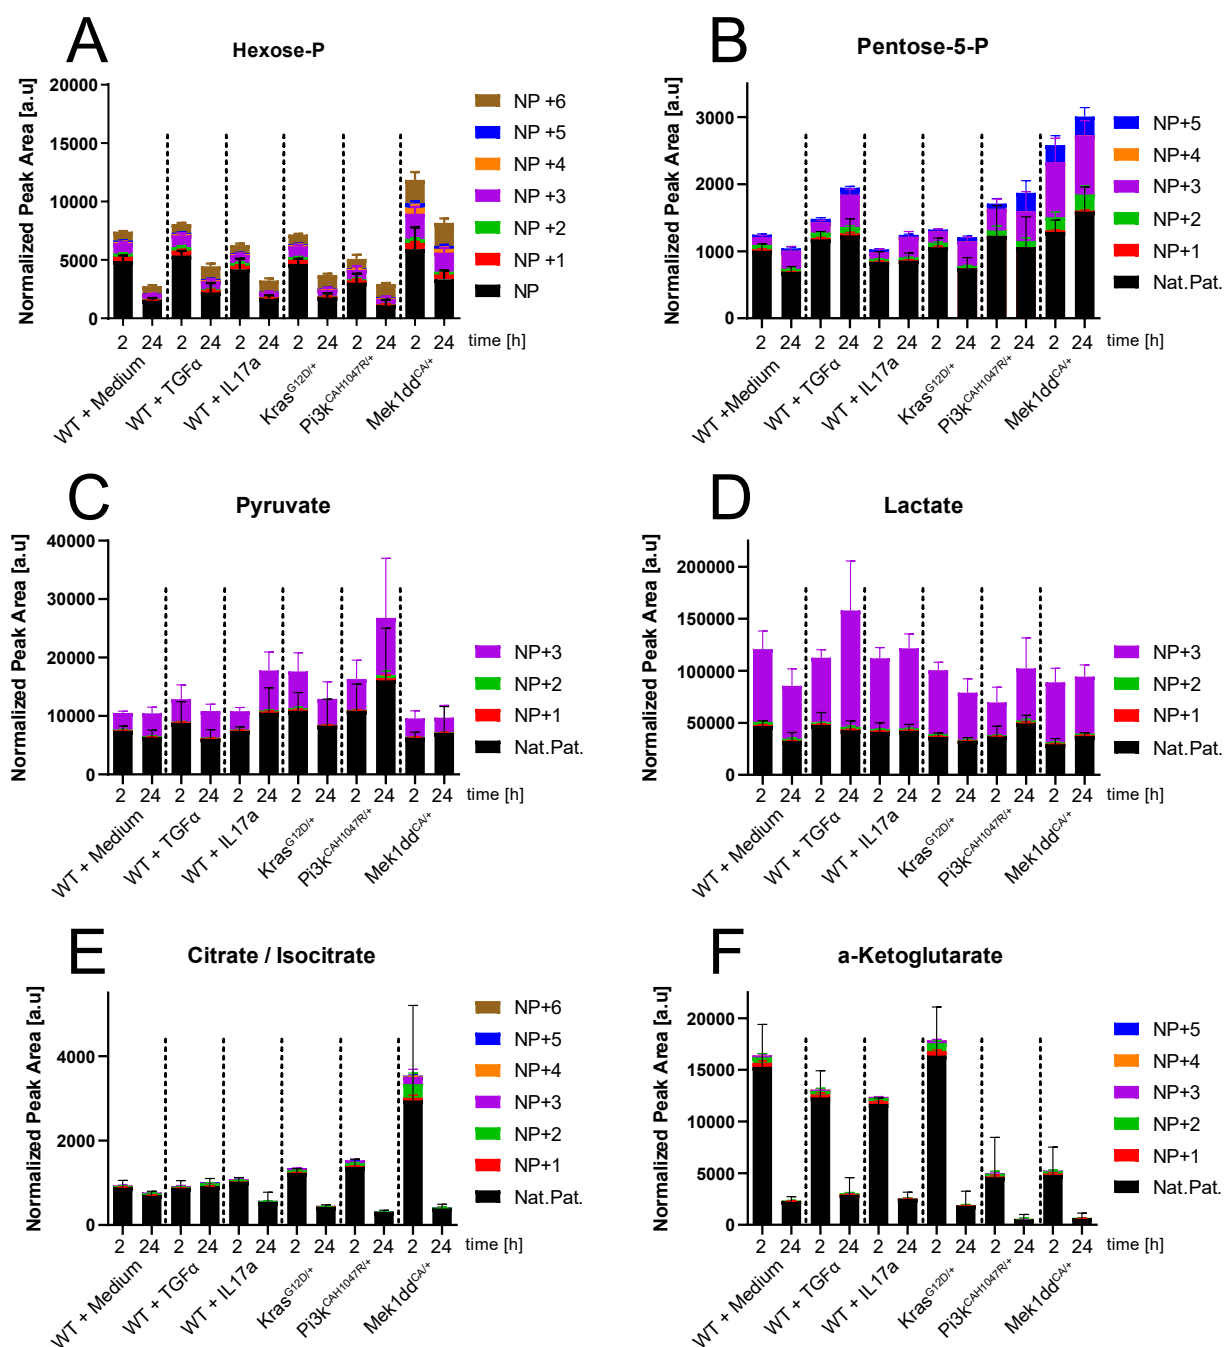 A
Hexose-P
Normalized Peak Area [a.u]
20000
15000
10000
5000
0
2 24 2 24 2 24 2 24 2 24 2 24 time [h]
WT + Medium
WT + TGFα
WT + IL17a
Kras^G12D/+
Pi3k^CAH1047R/+
Mek1dd^CA/+
NP +6
NP +5
NP +4
NP +3
NP +2
NP +1
NP
B
Pentose-5-P
Normalized Peak Area [a.u]
3000
2000
1000
0
2 24 2 24 2 24 2 24 2 24 2 24 time [h]
WT +Medium
WT + TGFα
WT + IL17a
Kras^G12D/+
Pi3k^CAH1047R/+
Mek1dd^CA/+
NP+5
NP+4
NP+3
NP+2
NP+1
Nat.Pat.
C
Pyruvate
Normalized Peak Area [a.u]
40000
30000
20000
10000
0
2 24 2 24 2 24 2 24 2 24 2 24 time [h]
WT + Medium
WT + TGFα
WT + IL17a
Kras^G12D/+
Pi3k^CAH1047R/+
Mek1dd^CA/+
NP+3
NP+2
NP+1
Nat.Pat.
D
Lactate
Normalized Peak Area [a.u]
200000
150000
100000
50000
0
2 24 2 24 2 24 2 24 2 24 2 24 time [h]
WT + Medium
WT + TGFα
WT + IL17a
Kras^G12D/+
Pi3k^CAH1047R/+
Mek1dd^CA/+
NP+3
NP+2
NP+1
Nat.Pat.
E
Citrate / Isocitrate
Normalized Peak Area [a.u]
4000
2000
0
2 24 2 24 2 24 2 24 2 24 2 24 time [h]
WT + Medium
WT + TGFα
WT + IL17a
Kras^G12D/+
Pi3k^CAH1047R/+
Mek1dd^CA/+
NP+6
NP+5
NP+4
NP+3
NP+2
NP+1
Nat.Pat.
F
a-Ketoglutarate
Normalized Peak Area [a.u]
20000
15000
10000
5000
0
2 24 2 24 2 24 2 24 2 24 2 24 time [h]
WT + Medium
WT + TGFα
WT + IL17a
Kras^G12D/+
Pi3k^CAH1047R/+
Mek1dd^CA/+
NP+5
NP+4
NP+3
NP+2
NP+1
Nat.Pat.